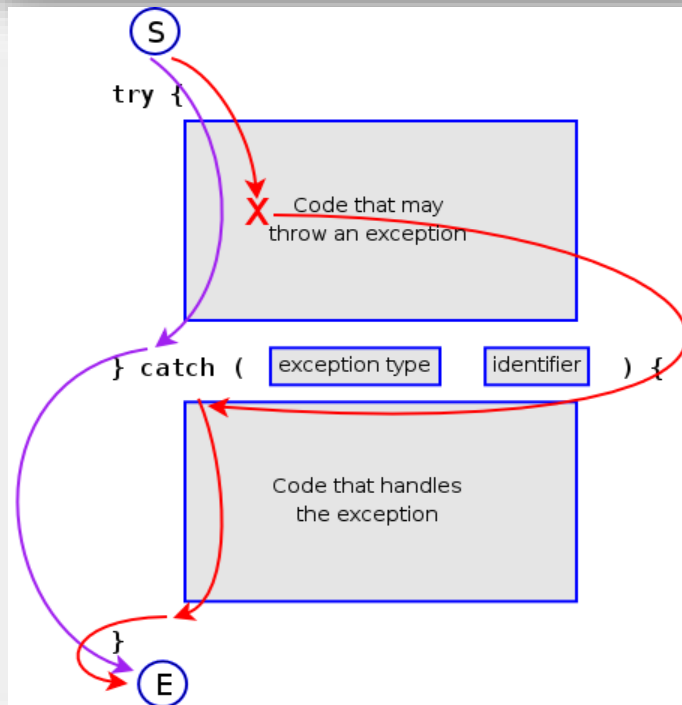 S
try {
X Code that may
throw an exception
} catch ( exception type identifier ) {
Code that handles
the exception
}
E